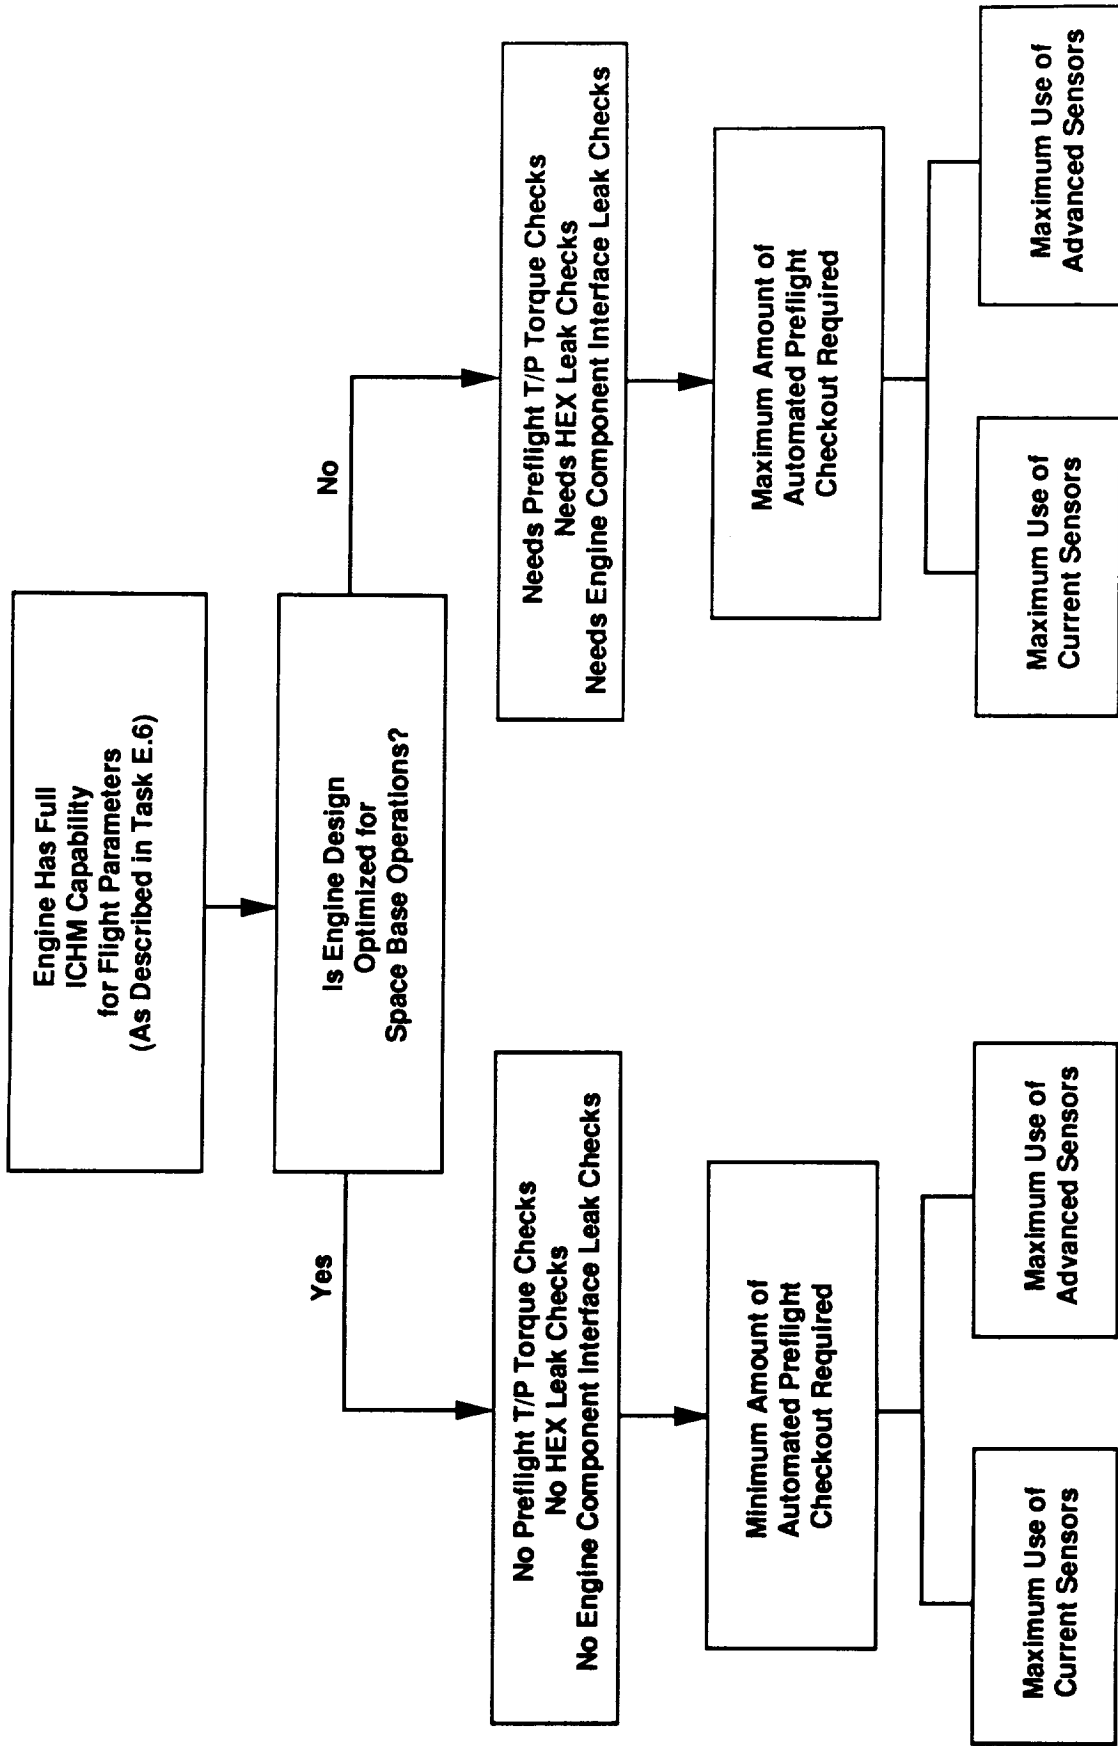 Engine Has Full
ICHM Capability
for Flight Parameters
(As Described in Task E.6)
Is Engine Design
Optimized for
Space Base Operations?
Yes
No
No Preflight T/P Torque Checks
No HEX Leak Checks
No Engine Component Interface Leak Checks
Needs Preflight T/P Torque Checks
Needs HEX Leak Checks
Needs Engine Component Interface Leak Checks
Minimum Amount of
Automated Preflight
Checkout Required
Maximum Amount of
Automated Preflight
Checkout Required
Maximum Use of
Current Sensors
Maximum Use of
Advanced Sensors
Maximum Use of
Current Sensors
Maximum Use of
Advanced Sensors